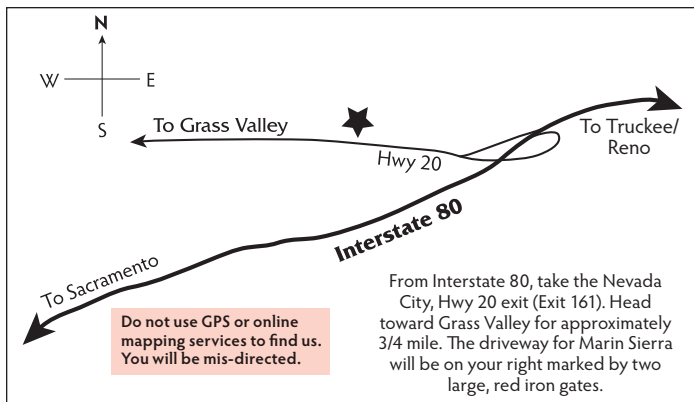 N
W
E
S
To Grass Valley
Hwy 20
To Truckee/
Reno
Interstate 80
To Sacramento
Do not use GPS or online
mapping services to find us.
You will be mis-directed.
From Interstate 80, take the Nevada
City, Hwy 20 exit (Exit 161). Head
toward Grass Valley for approximately
3/4 mile. The driveway for Marin Sierra
will be on your right marked by two
large, red iron gates.